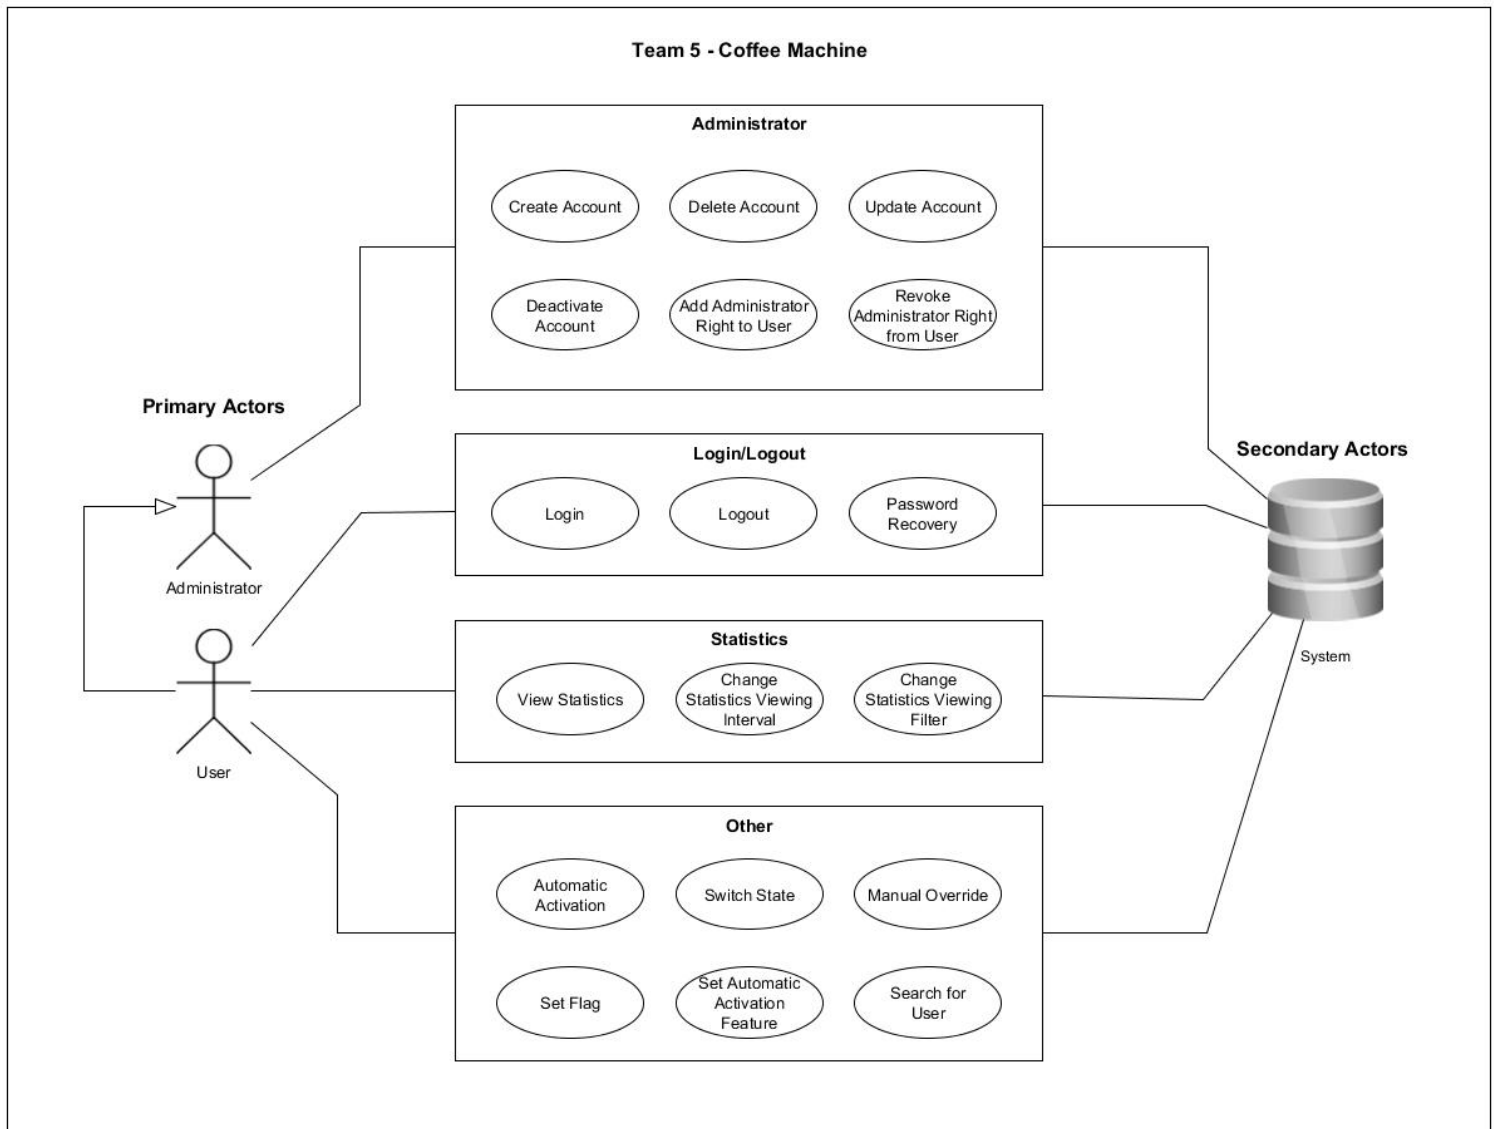 Team 5 - Coffee Machine
Administrator
Create Account
Delete Account
Update Account
Deactivate
Account
Add Administrator
Right to User
Revoke
Administrator Right
from User
Primary Actors
Administrator
User
Login/Logout
Login
Logout
Password
Recovery
Statistics
View Statistics
Change
Statistics Viewing
Interval
Change
Statistics Viewing
Filter
Other
Automatic
Activation
Switch State
Manual Override
Set Flag
Set Automatic
Activation
Feature
Search for
User
Secondary Actors
System